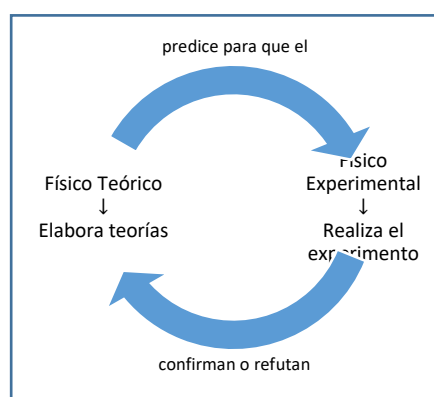 predice para que el
Físico Teórico
↓
Elabora teorías
Físico
Experimental
↓
Realiza el
experimento
confirman o refutan